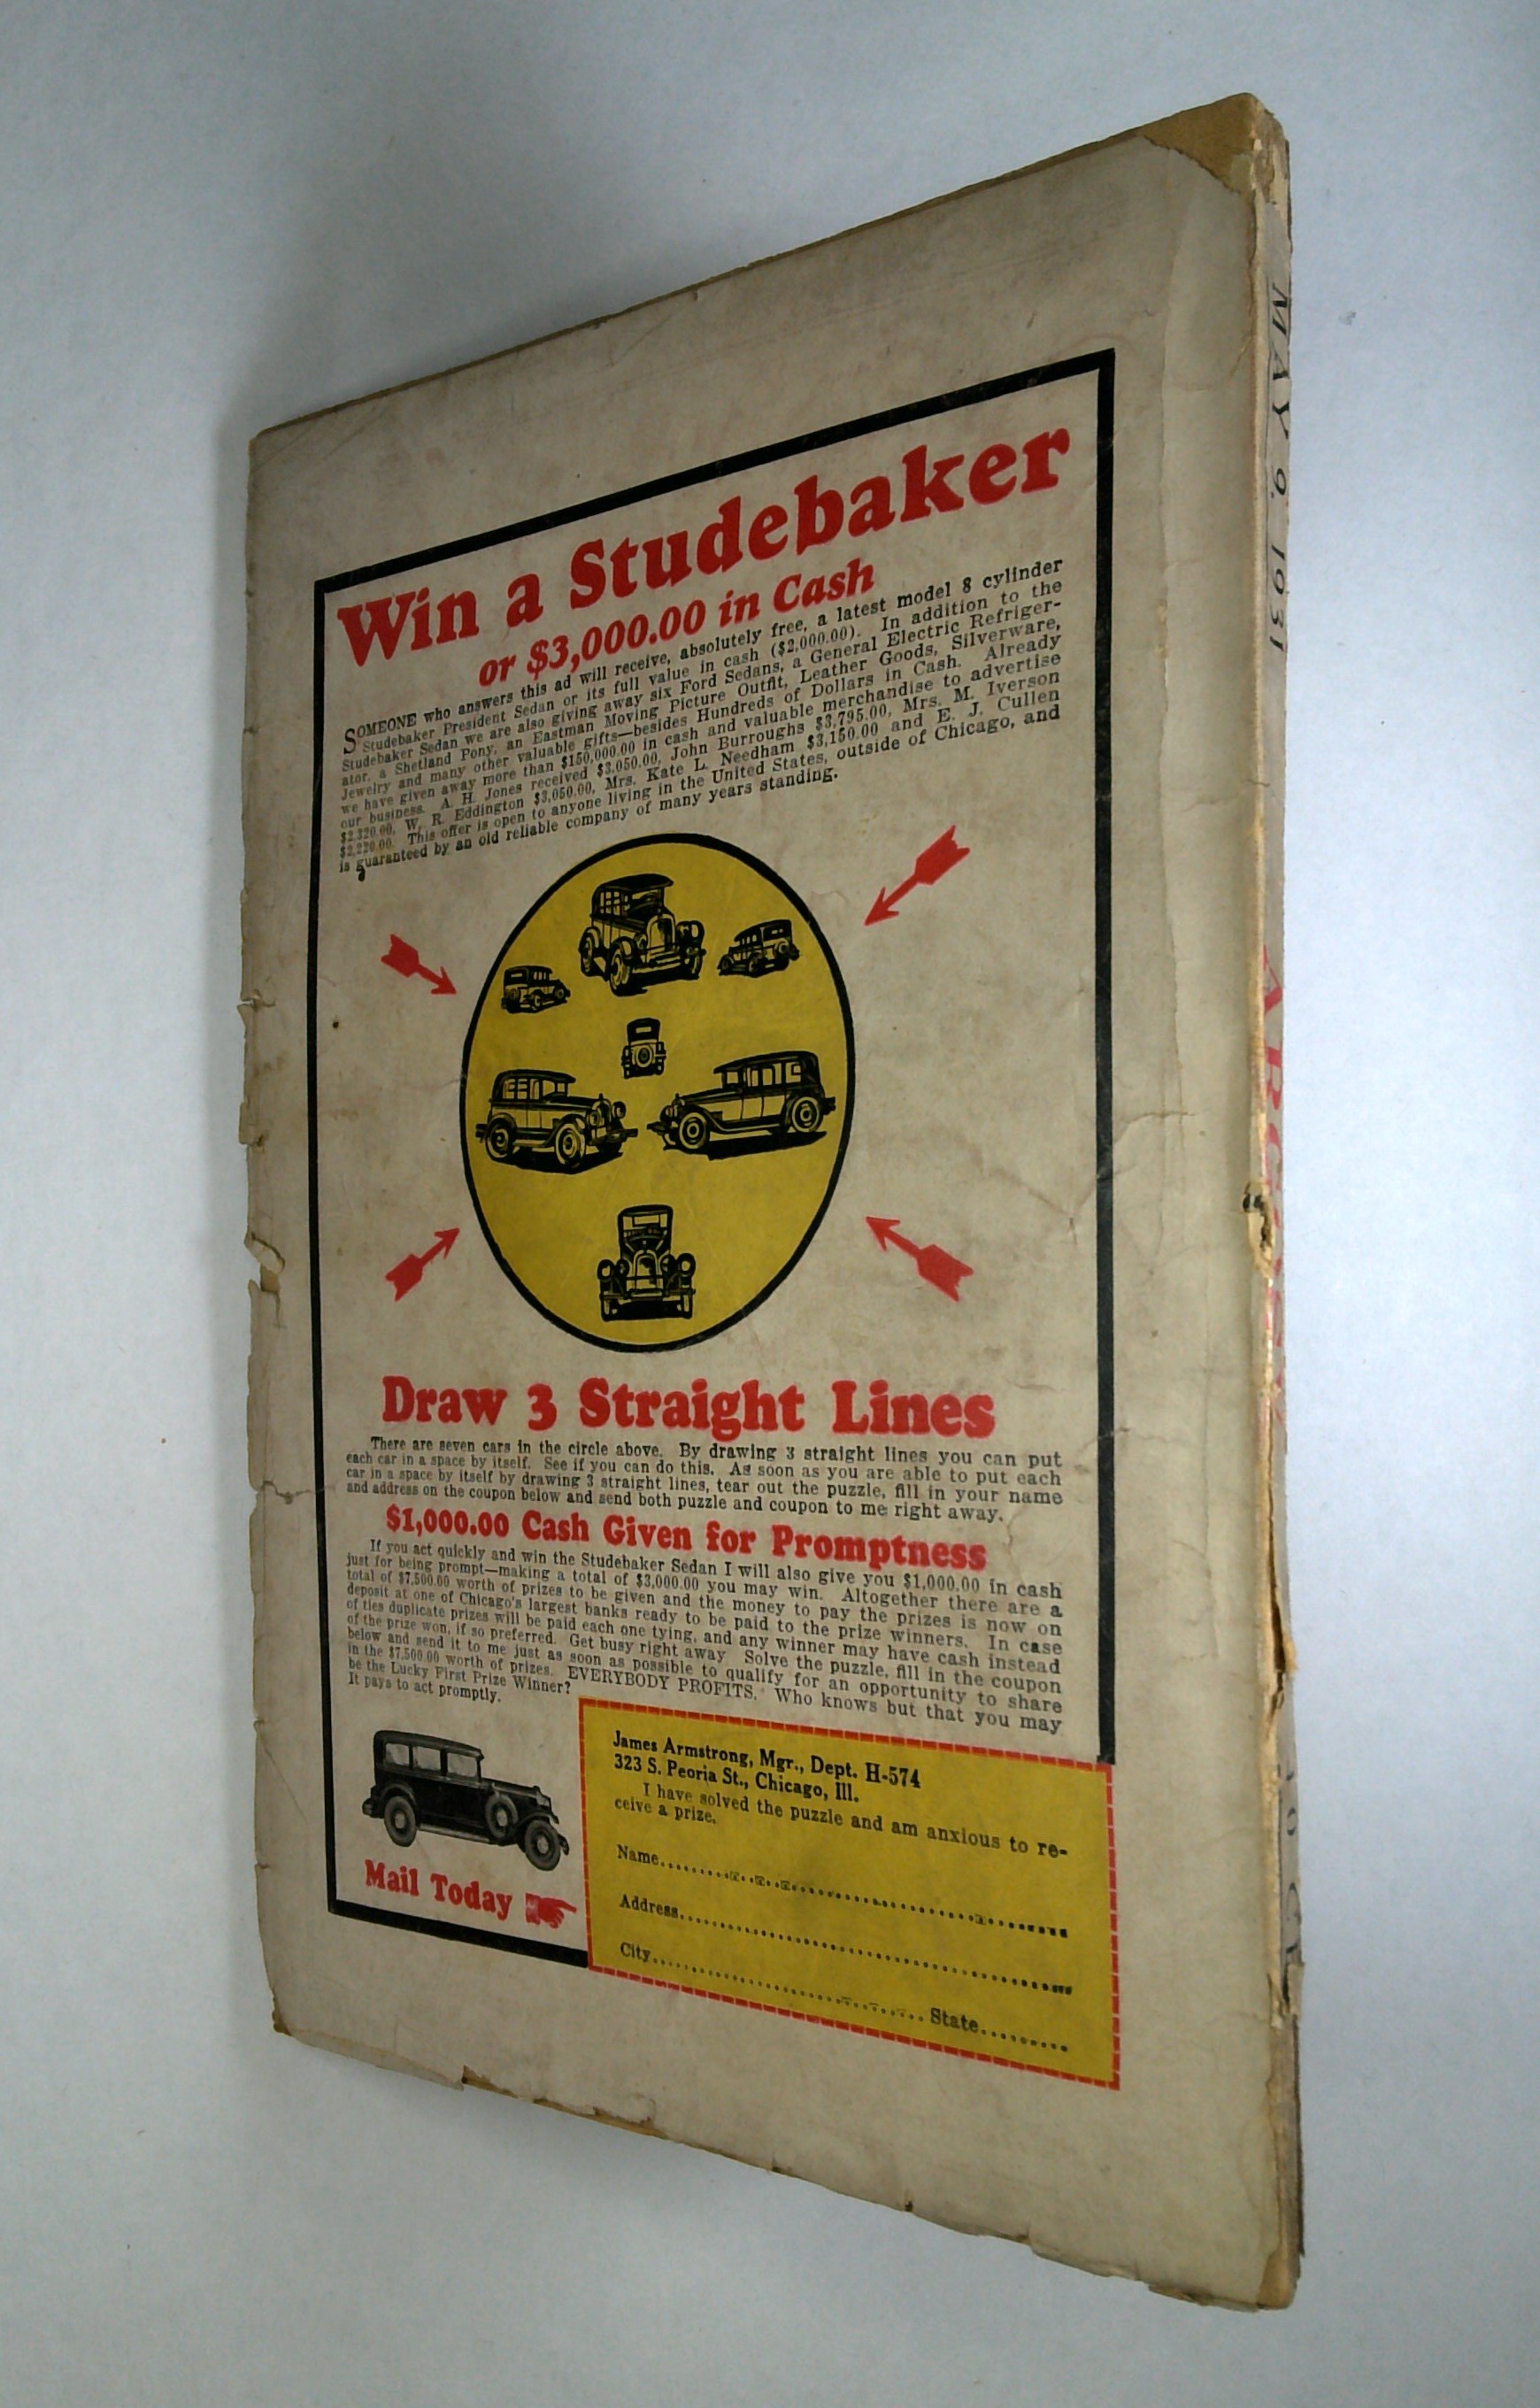 Win a Studebaker
or $3,000.00 in Cash
SOMEONE who answers this ad will receive, absolutely free, a latest model 8 cylinder
Studebaker President Sedan or its full value in cash ($2,000.00). In addition to the
Studebaker Sedan we are also giving away six Ford Sedans, a General Electric Refriger-
ator, a Shetland Pony, an Eastman Moving Picture Outfit, Leather Goods, Silverware,
Jewelry and many other valuable gifts—besides Hundreds of Dollars in Cash. Already
we have given away more than $150,000.00 in cash and valuable merchandise to advertise
our business. A. H. Jones received $3,050.00, John Burroughs $3,795.00, Mrs. M. Iverson
$2,320.00, W. R. Eddington $3,050.00, Mrs. Kate L. Needham $3,150.00 and E. J. Cullen
$2,220.00. This offer is open to anyone living in the United States, outside of Chicago, and
is guaranteed by an old reliable company of many years standing.
Draw 3 Straight Lines
There are seven cars in the circle above. By drawing 3 straight lines you can put
each car in a space by itself. See if you can do this. As soon as you are able to put each
car in a space by itself by drawing 3 straight lines, tear out the puzzle, fill in your name
and address on the coupon below and send both puzzle and coupon to me right away.
$1,000.00 Cash Given for Promptness
If you act quickly and win the Studebaker Sedan I will also give you $1,000.00 in cash
just for being prompt—making a total of $3,000.00 you may win. Altogether there are a
total of $7,500.00 worth of prizes to be given and the money to pay the prizes is now on
deposit at one of Chicago's largest banks ready to be paid to the prize winners. In case
of ties duplicate prizes will be paid each one tying, and any winner may have cash instead
of the prize won, if so preferred. Get busy right away Solve the puzzle, fill in the coupon
below and send it to me just as soon as possible to qualify for an opportunity to share
in the $7,500.00 worth of prizes. EVERYBODY PROFITS. Who knows but that you may
be the Lucky First Prize Winner?
It pays to act promptly.
Mail Today
James Armstrong, Mgr., Dept. H-574
323 S. Peoria St., Chicago, Ill.
I have solved the puzzle and am anxious to re-
ceive a prize.
Name
Address
City State
MAY 9, 1931
ARGOSY